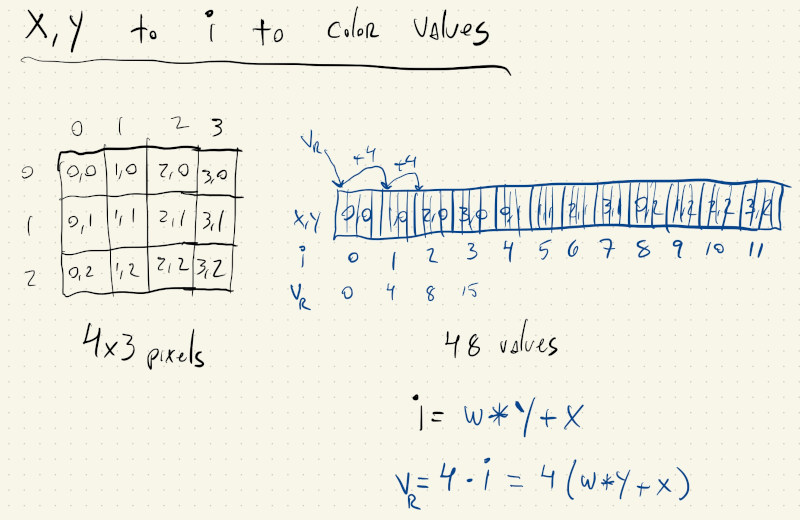 X, Y to i to color values
0 1 2 3
0 0,0 1,0 2,0 3,0
1 0,1 1,1 2,1 3,1
2 0,2 1,2 2,2 3,2
4x3 pixels
VR +4 +4
X,Y 0,0 1,0 2,0 3,0 0,1 1,1 2,1 3,1 0,2 1,2 2,2 3,2
i 0 1 2 3 4 5 6 7 8 9 10 11
VR 0 4 8 15
48 values
i = w*Y+X
VR = 4 · i = 4(w*Y+X)